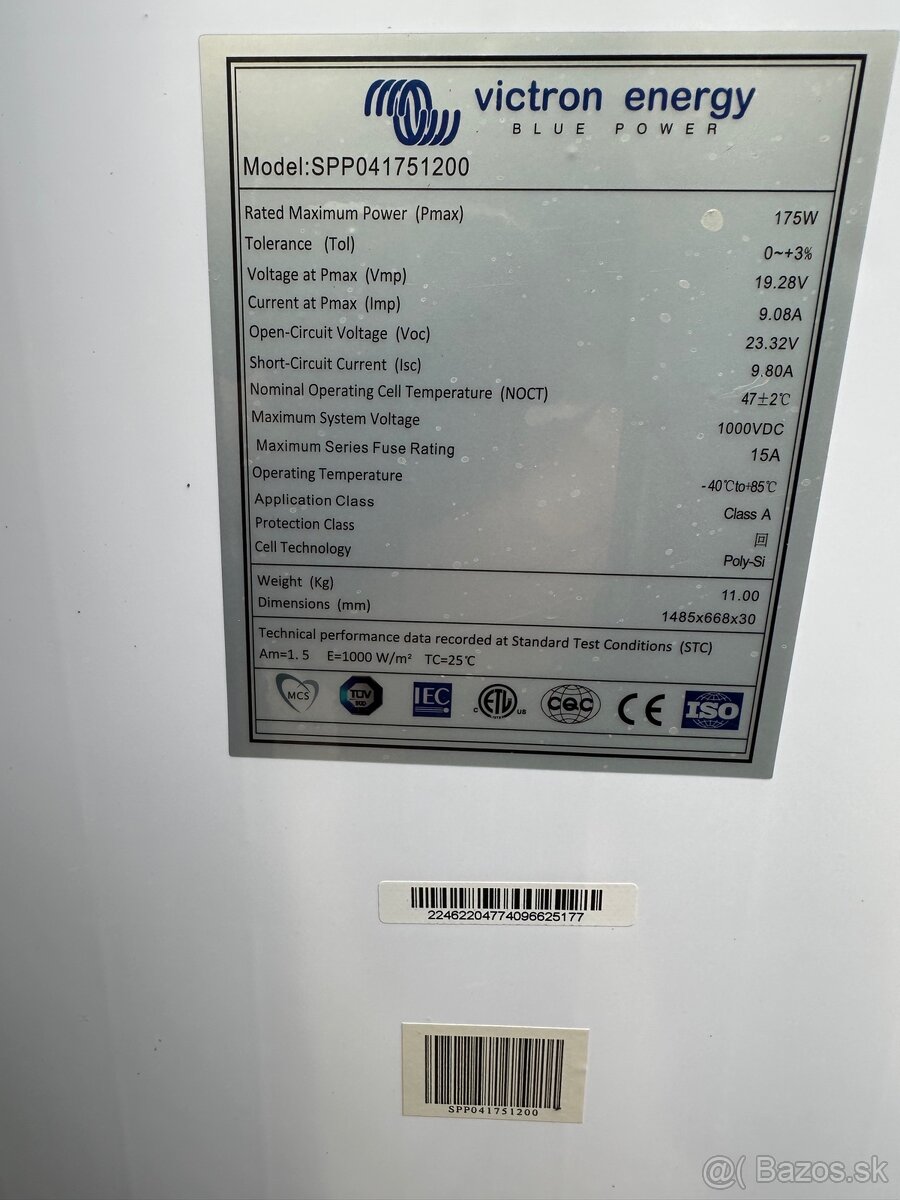 victron energy
BLUE POWER
Model:SPP041751200
Rated Maximum Power (Pmax) 175W
Tolerance (Tol) 0~+3%
Voltage at Pmax (Vmp) 19.28V
Current at Pmax (Imp) 9.08A
Open-Circuit Voltage (Voc) 23.32V
Short-Circuit Current (Isc) 9.80A
Nominal Operating Cell Temperature (NOCT) 47±2℃
Maximum System Voltage 1000VDC
Maximum Series Fuse Rating 15A
Operating Temperature -40℃to+85℃
Application Class Class A
Protection Class
Cell Technology Poly-Si
Weight (Kg) 11.00
Dimensions (mm) 1485x668x30
Technical performance data recorded at Standard Test Conditions (STC)
Am=1.5 E=1000 W/m² TC=25℃
MCS TÜV SÜD IEC c ETL us CQC CE ISO
22462204774096625177
SPP041751200
@( Bazos.sk